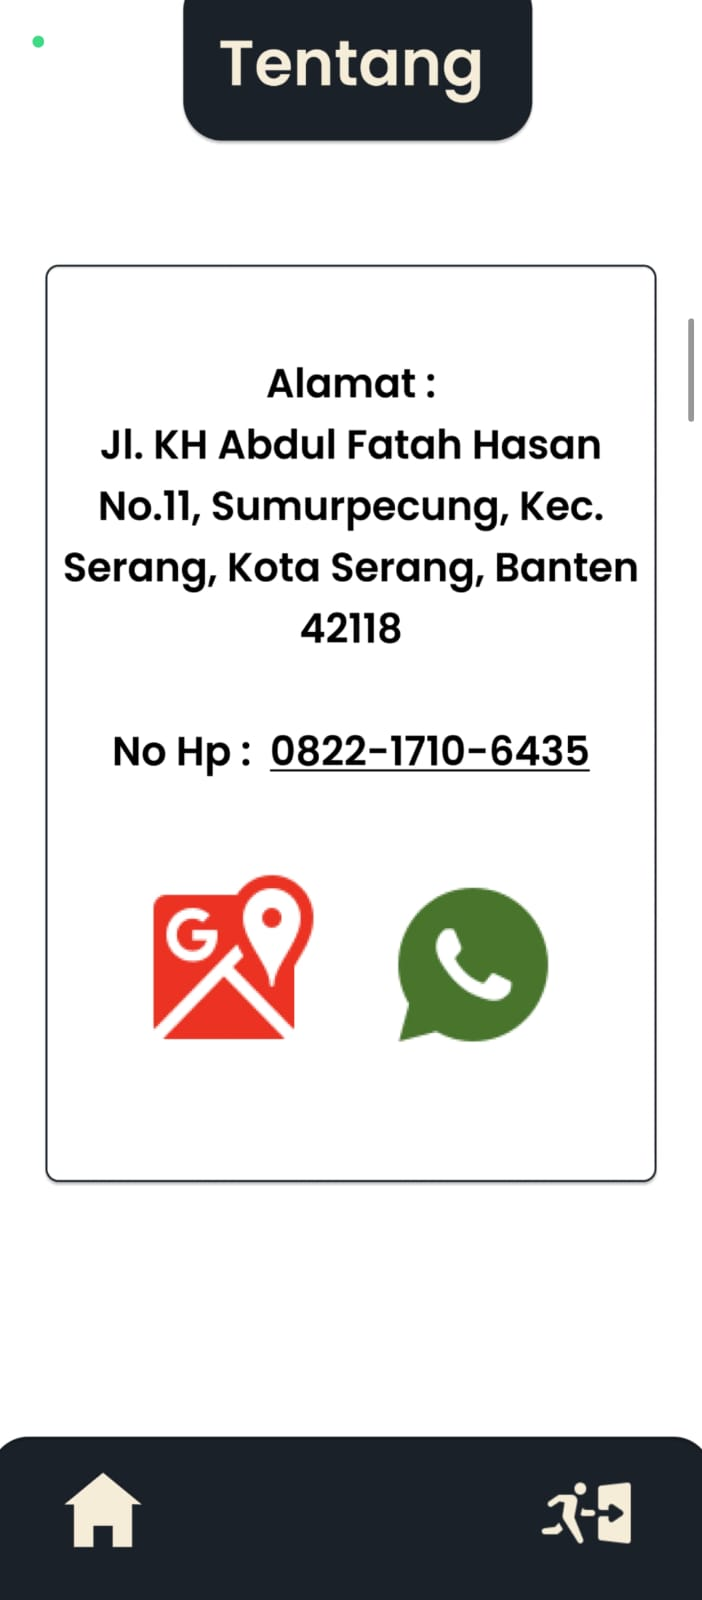 Tentang
Alamat :
Jl. KH Abdul Fatah Hasan
No.11, Sumurpecung, Kec.
Serang, Kota Serang, Banten
42118
No Hp : 0822-1710-6435
G